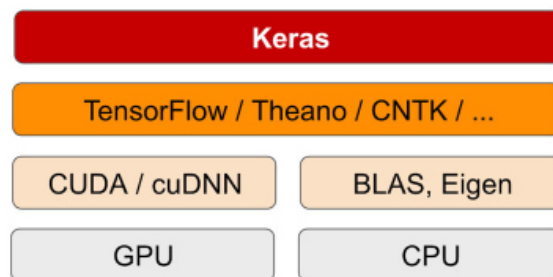 Keras
TensorFlow / Theano / CNTK / ...
CUDA / cuDNN
BLAS, Eigen
GPU
CPU